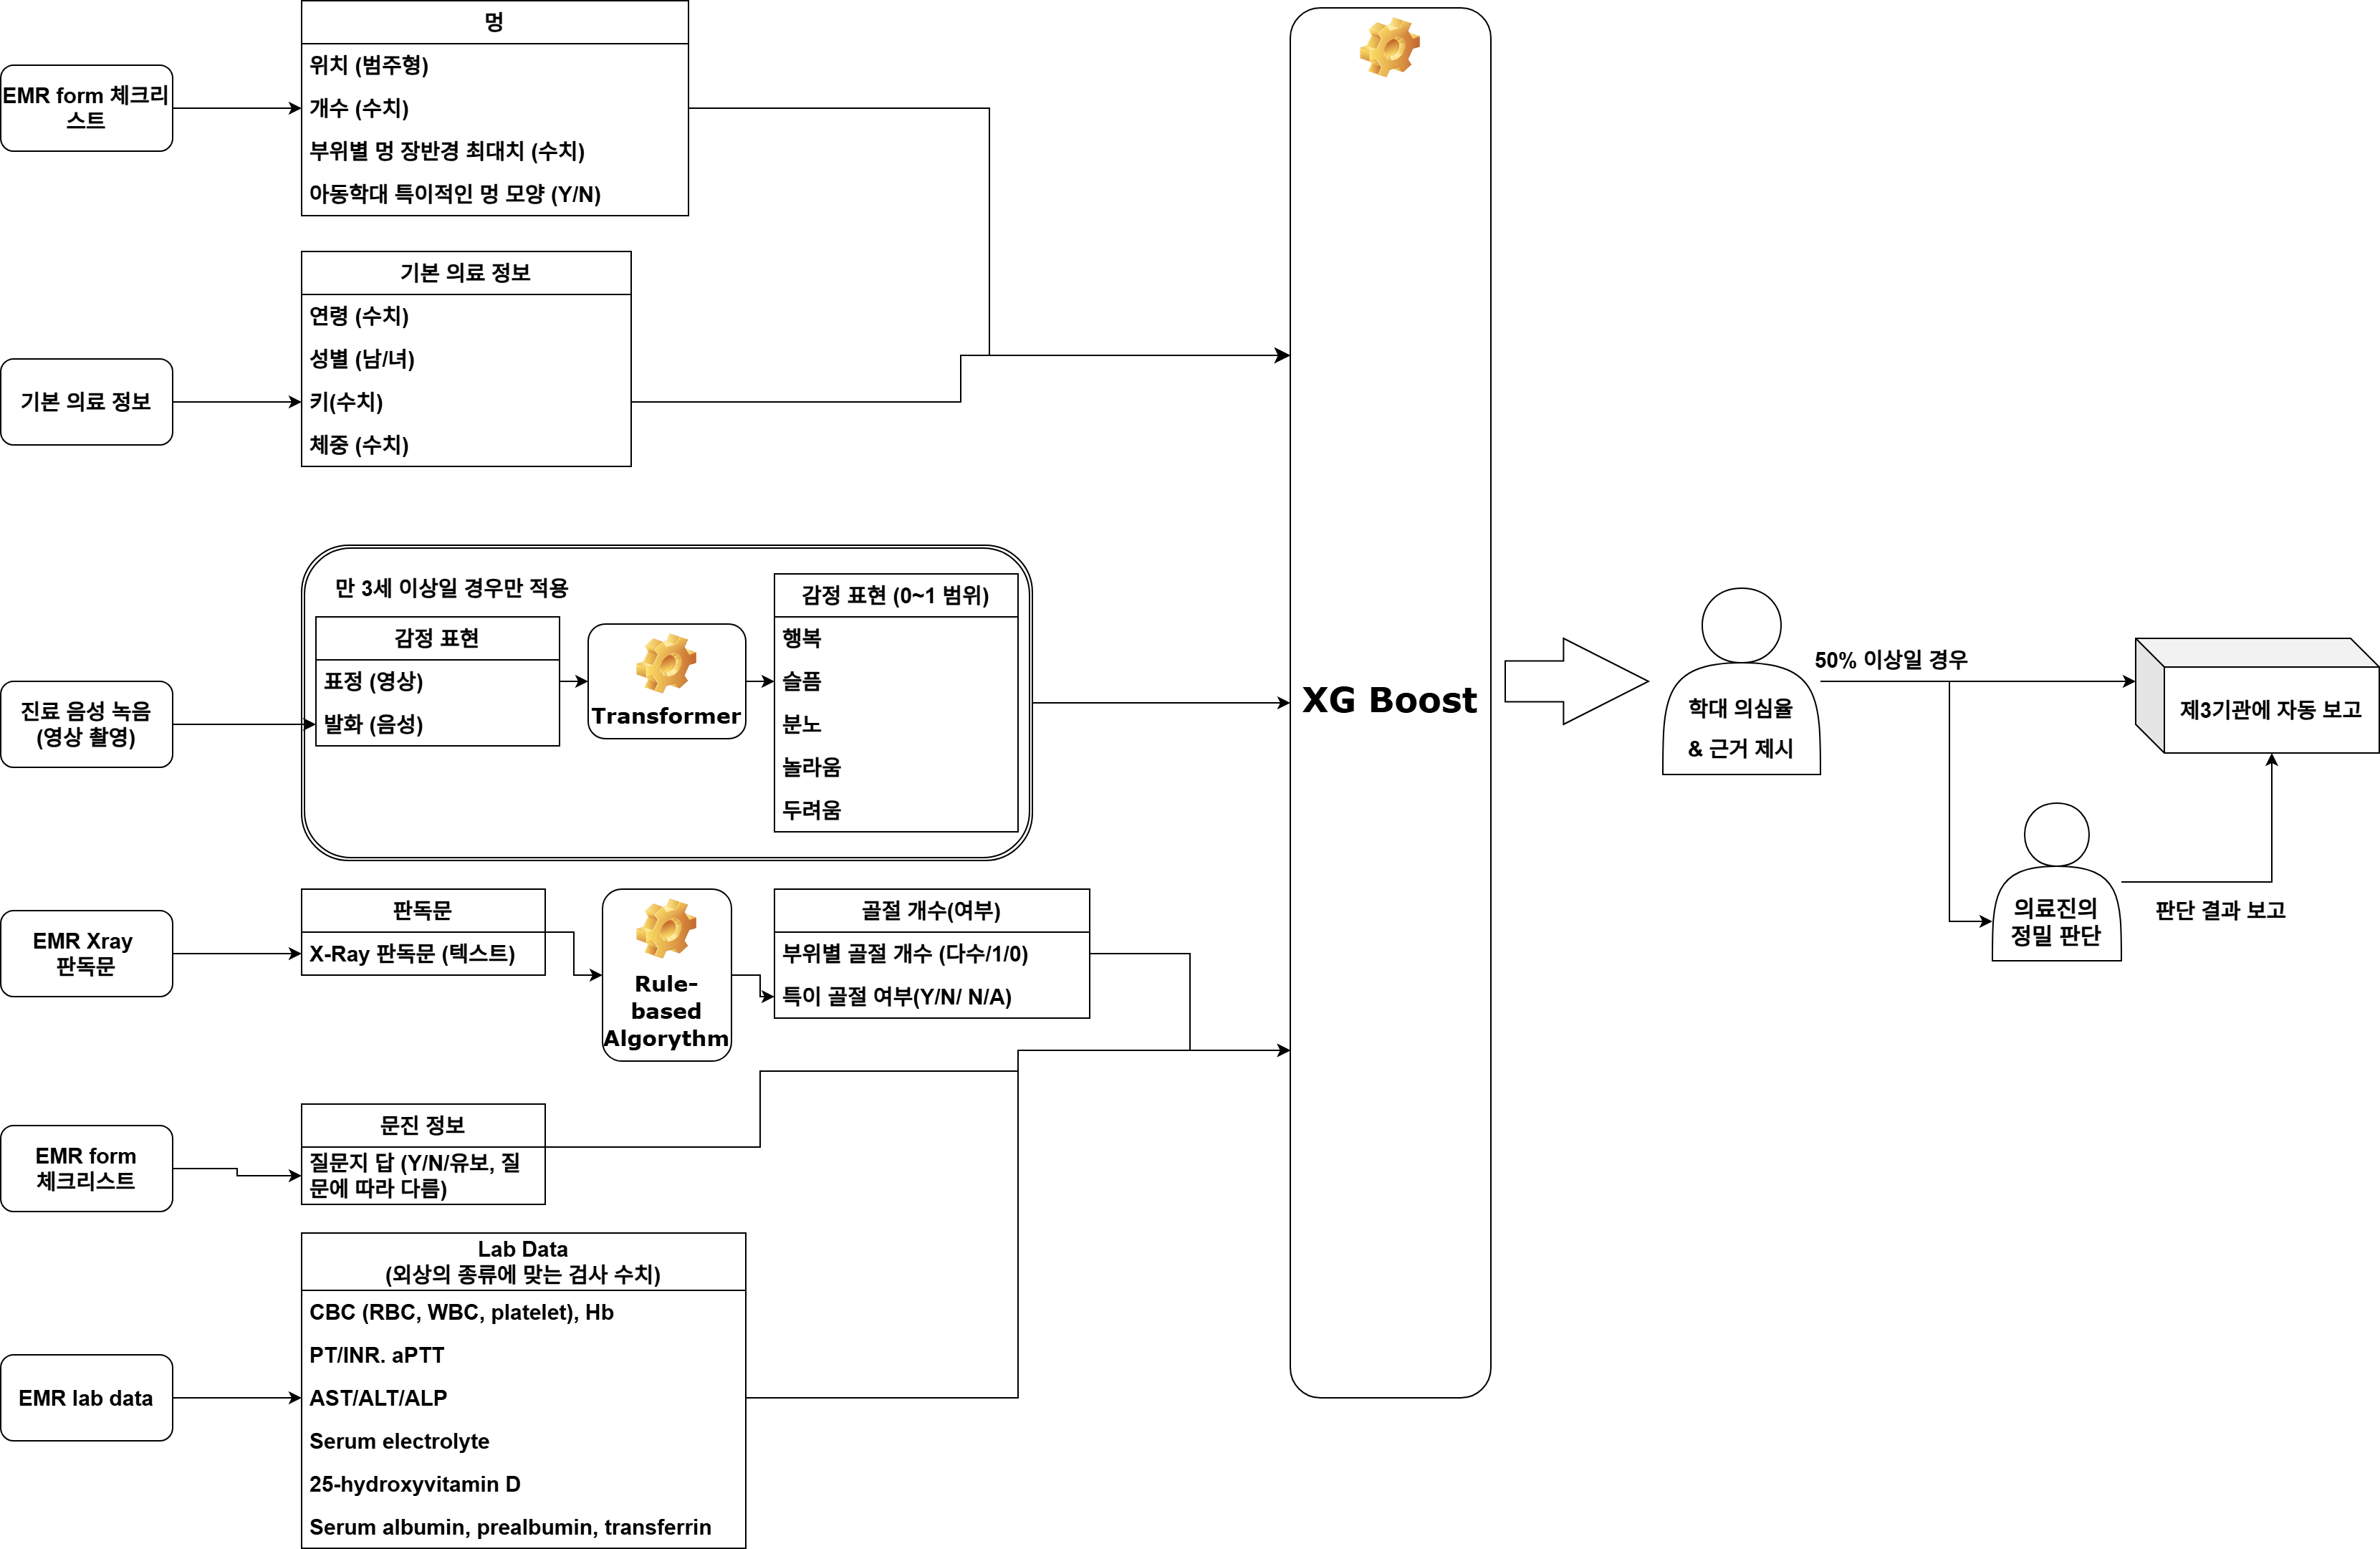 EMR form 체크리
스트
멍
위치 (범주형)
개수 (수치)
부위별 멍 장반경 최대치 (수치)
아동학대 특이적인 멍 모양 (Y/N)
기본 의료 정보
기본 의료 정보
연령 (수치)
성별 (남/녀)
키(수치)
체중 (수치)
진료 음성 녹음
(영상 촬영)
만 3세 이상일 경우만 적용
감정 표현
표정 (영상)
발화 (음성)
Transformer
감정 표현 (0~1 범위)
행복
슬픔
분노
놀라움
두려움
EMR Xray
판독문
판독문
X-Ray 판독문 (텍스트)
Rule-
based
Algorythm
골절 개수(여부)
부위별 골절 개수 (다수/1/0)
특이 골절 여부(Y/N/ N/A)
EMR form
체크리스트
문진 정보
질문지 답 (Y/N/유보, 질
문에 따라 다름)
EMR lab data
Lab Data
(외상의 종류에 맞는 검사 수치)
CBC (RBC, WBC, platelet), Hb
PT/INR. aPTT
AST/ALT/ALP
Serum electrolyte
25-hydroxyvitamin D
Serum albumin, prealbumin, transferrin
XG Boost
학대 의심율
& 근거 제시
50% 이상일 경우
제3기관에 자동 보고
의료진의
정밀 판단
판단 결과 보고